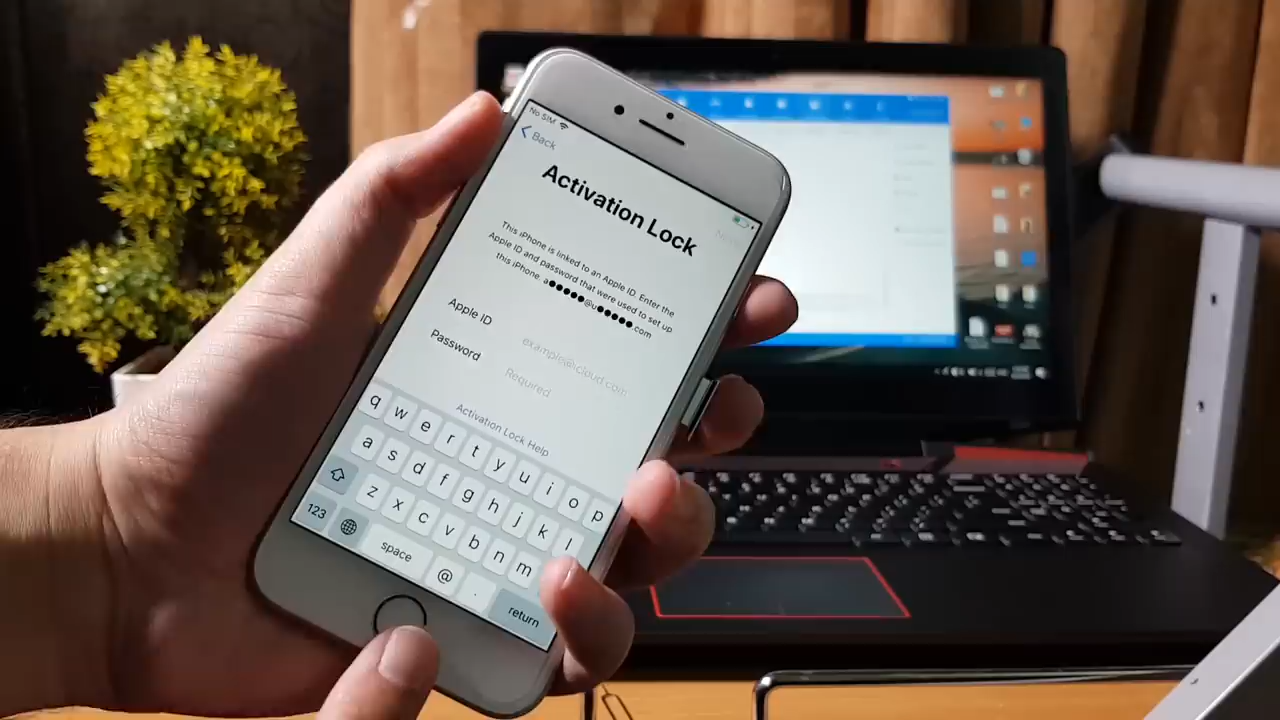 No SIM
Back
Activation Lock
This iPhone is linked to an Apple ID. Enter the
Apple ID and password that were used to set up
this iPhone. a●●●●●@u●●●●●.com
Apple ID
example@icloud.com
Password
Required
Activation Lock Help
q w e r t y u i o p
a s d f g h j k l
z x c v b n m
123 space @ . return